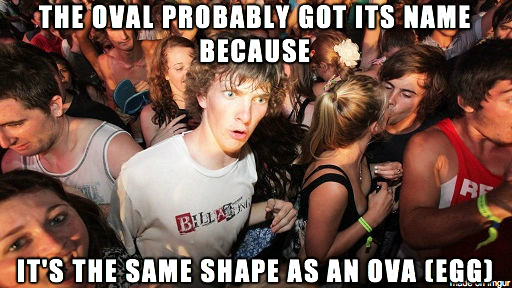 THE OVAL PROBABLY GOT ITS NAME
BECAUSE
IT'S THE SAME SHAPE AS AN OVA (EGG)
made on imgur